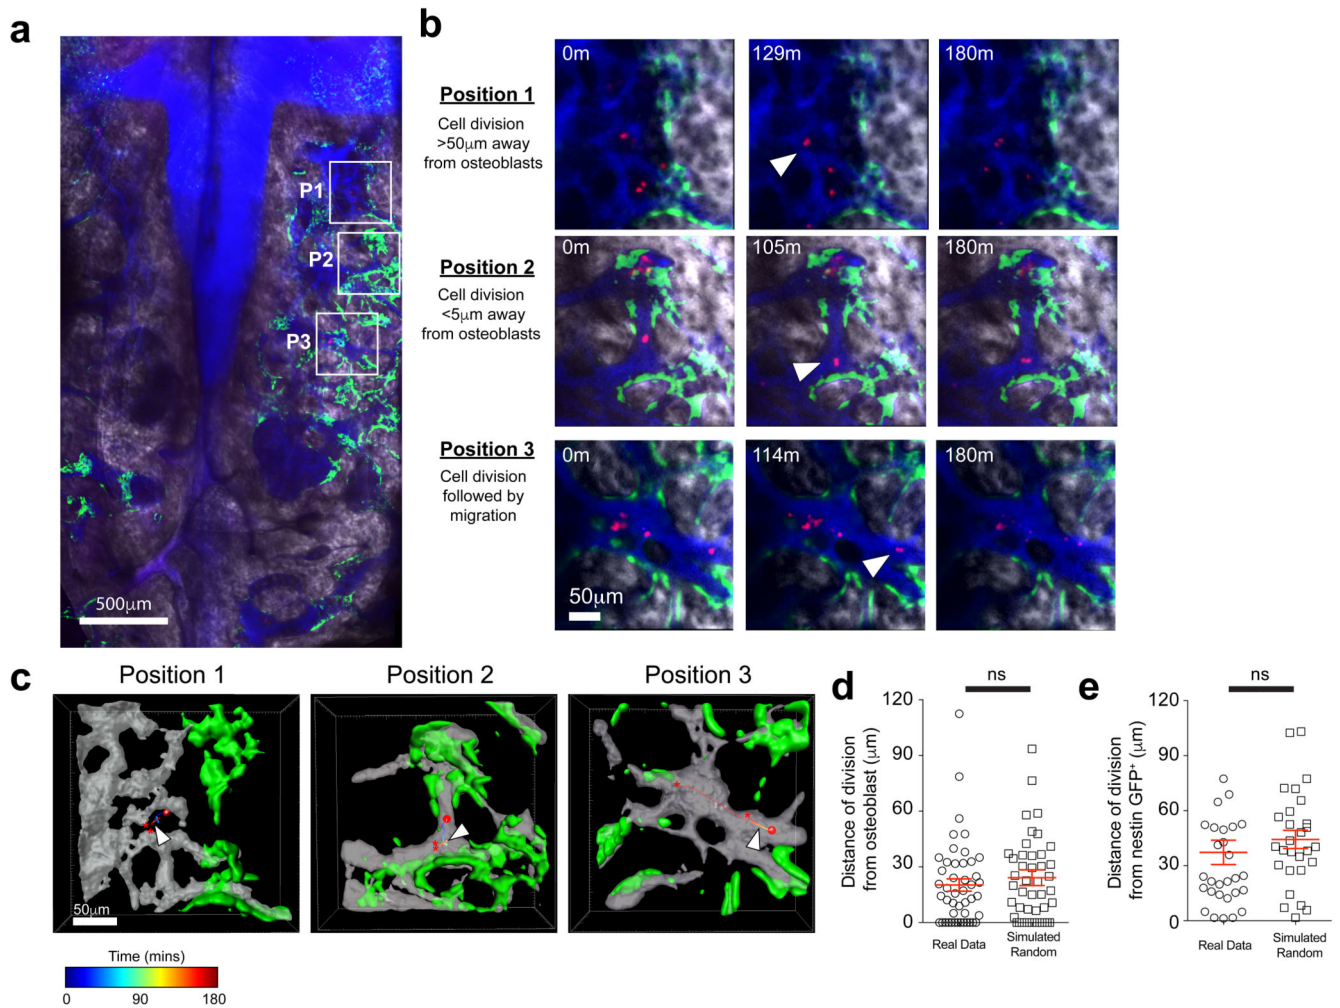 a
P1
P2
P3
500μm
b
Position 1
Cell division
>50μm away
from osteoblasts
0m
129m
180m
Position 2
Cell division
<5μm away
from osteoblasts
0m
105m
180m
Position 3
Cell division
followed by
migration
0m
114m
180m
50μm
c
Position 1
Position 2
Position 3
50μm
Time (mins)
0
90
180
d
ns
Distance of division
from osteoblast (μm)
120
90
60
30
0
Real Data
Simulated
Random
e
ns
Distance of division
from nestin GFP⁺ (μm)
120
90
60
30
0
Real Data
Simulated
Random